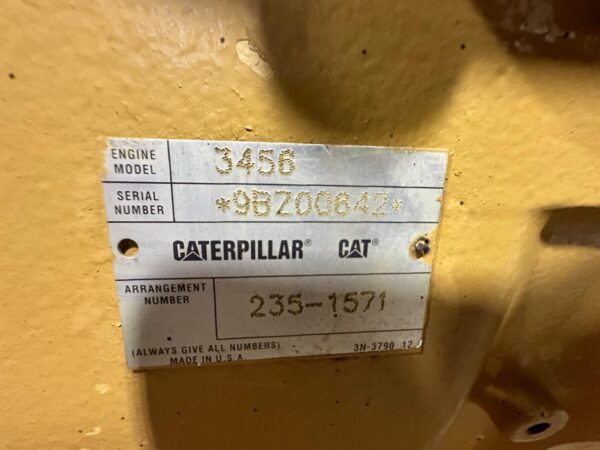 ENGINE MODEL 3456
SERIAL NUMBER *9BZ00642*
CATERPILLAR® CAT®
ARRANGEMENT NUMBER 235-1571
(ALWAYS GIVE ALL NUMBERS) 3N-3790 12
MADE IN U.S.A